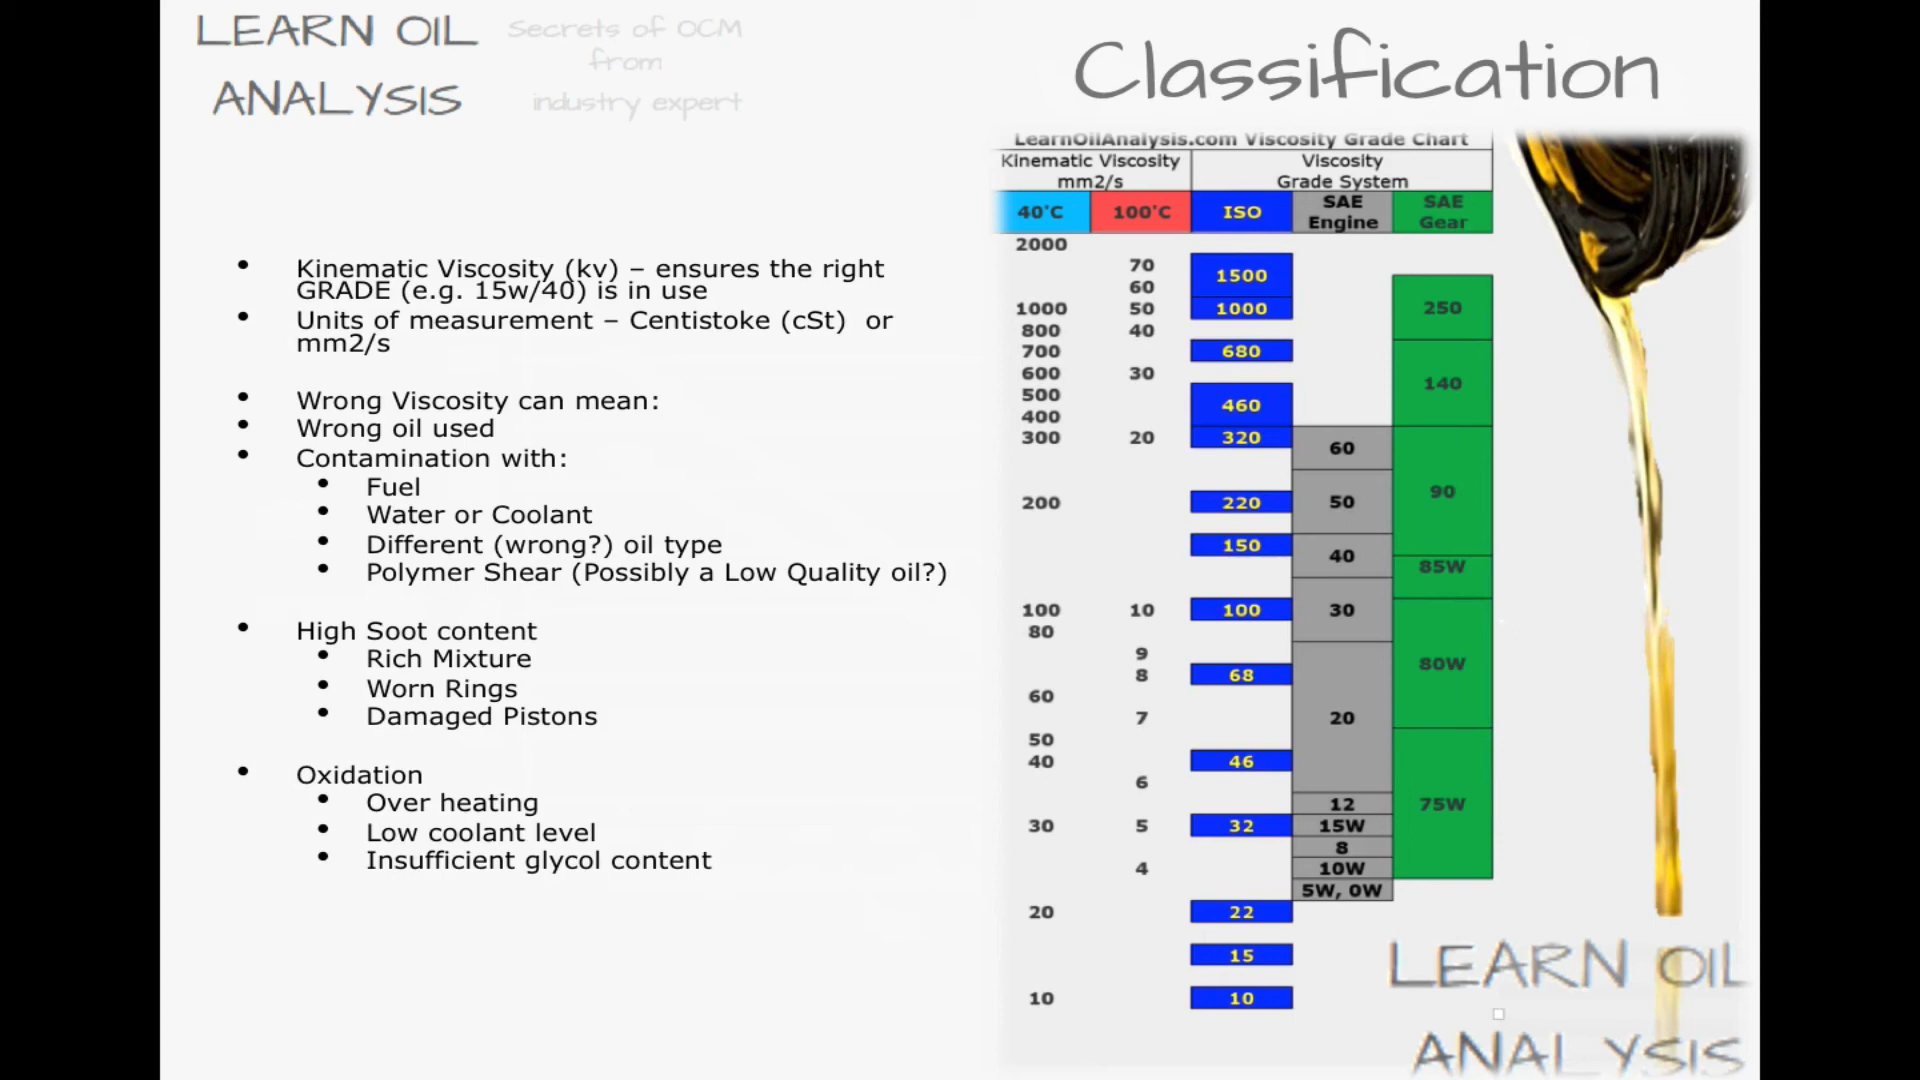 LEARN OIL
ANALYSIS
Secrets of OCM
from
industry expert
Classification
• Kinematic Viscosity (kv) – ensures the right
GRADE (e.g. 15w/40) is in use
• Units of measurement – Centistoke (cSt)  or
mm2/s
• Wrong Viscosity can mean:
• Wrong oil used
• Contamination with:
• Fuel
• Water or Coolant
• Different (wrong?) oil type
• Polymer Shear (Possibly a Low Quality oil?)
• High Soot content
• Rich Mixture
• Worn Rings
• Damaged Pistons
• Oxidation
• Over heating
• Low coolant level
• Insufficient glycol content
LearnOilAnalysis.com Viscosity Grade Chart
Kinematic Viscosity
mm2/s
Viscosity
Grade System
40°C 100°C ISO SAE Engine SAE Gear
2000
70
1500
60
1000 50 1000 250
800 40
700 680
600 30
140
500
460
400
300 20 320
60
90
200 220 50
150
40
85W
100 10 100 30
80
9
80W
8 68
60
7 20
50
40 46
6
12 75W
30 5 32 15W
8
4 10W
5W, 0W
20 22
15
10 10
LEARN OIL
ANALYSIS